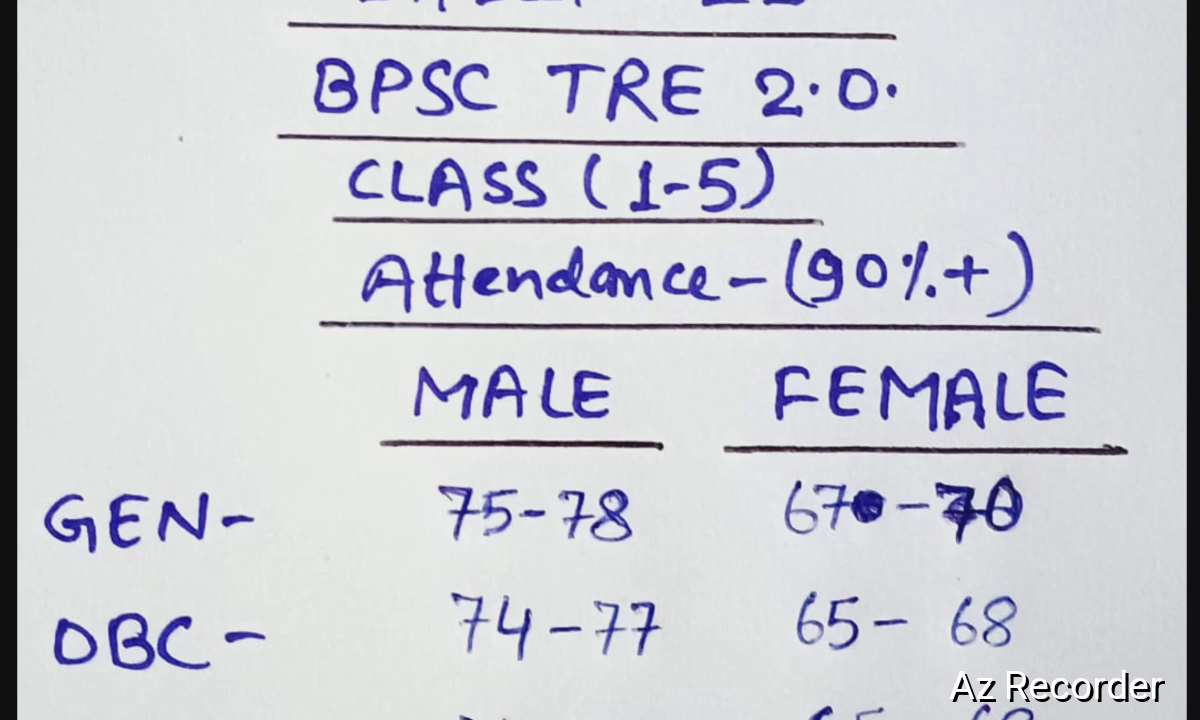 BPSC TRE 2.0.
CLASS (1-5)
Attendance - (90%+)
MALE FEMALE
GEN- 75-78 67-70
OBC- 74-77 65- 68
Az Recorder